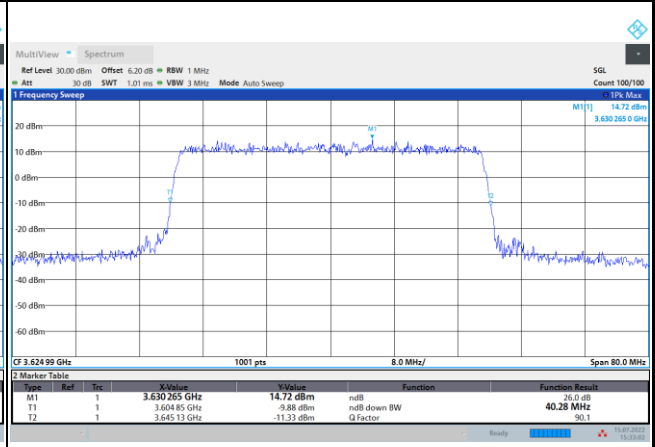 MultiView Spectrum
Ref Level 30.00 dBm Offset 6.20 dB RBW 1 MHz SGL
Att 30 dB SWT 1.01 ms VBW 3 MHz Mode Auto Sweep Count 100/100
1 Frequency Sweep 1Pk Max
M1[1] 14.72 dBm
3.630 265 0 GHz
20 dBm
M1
10 dBm
0 dBm
T1
T2
-10 dBm
-20 dBm
-30 dBm
-40 dBm
-50 dBm
-60 dBm
CF 3.624 99 GHz 1001 pts 8.0 MHz/ Span 80.0 MHz
2 Marker Table
Type Ref Trc X-Value Y-Value Function Function Result
M1 1 3.630 265 GHz 14.72 dBm ndB 26.0 dB
T1 1 3.604 85 GHz -9.88 dBm ndB down BW 40.28 MHz
T2 1 3.645 13 GHz -11.33 dBm Q Factor 90.1
Ready 15.07.2022
15:33:02